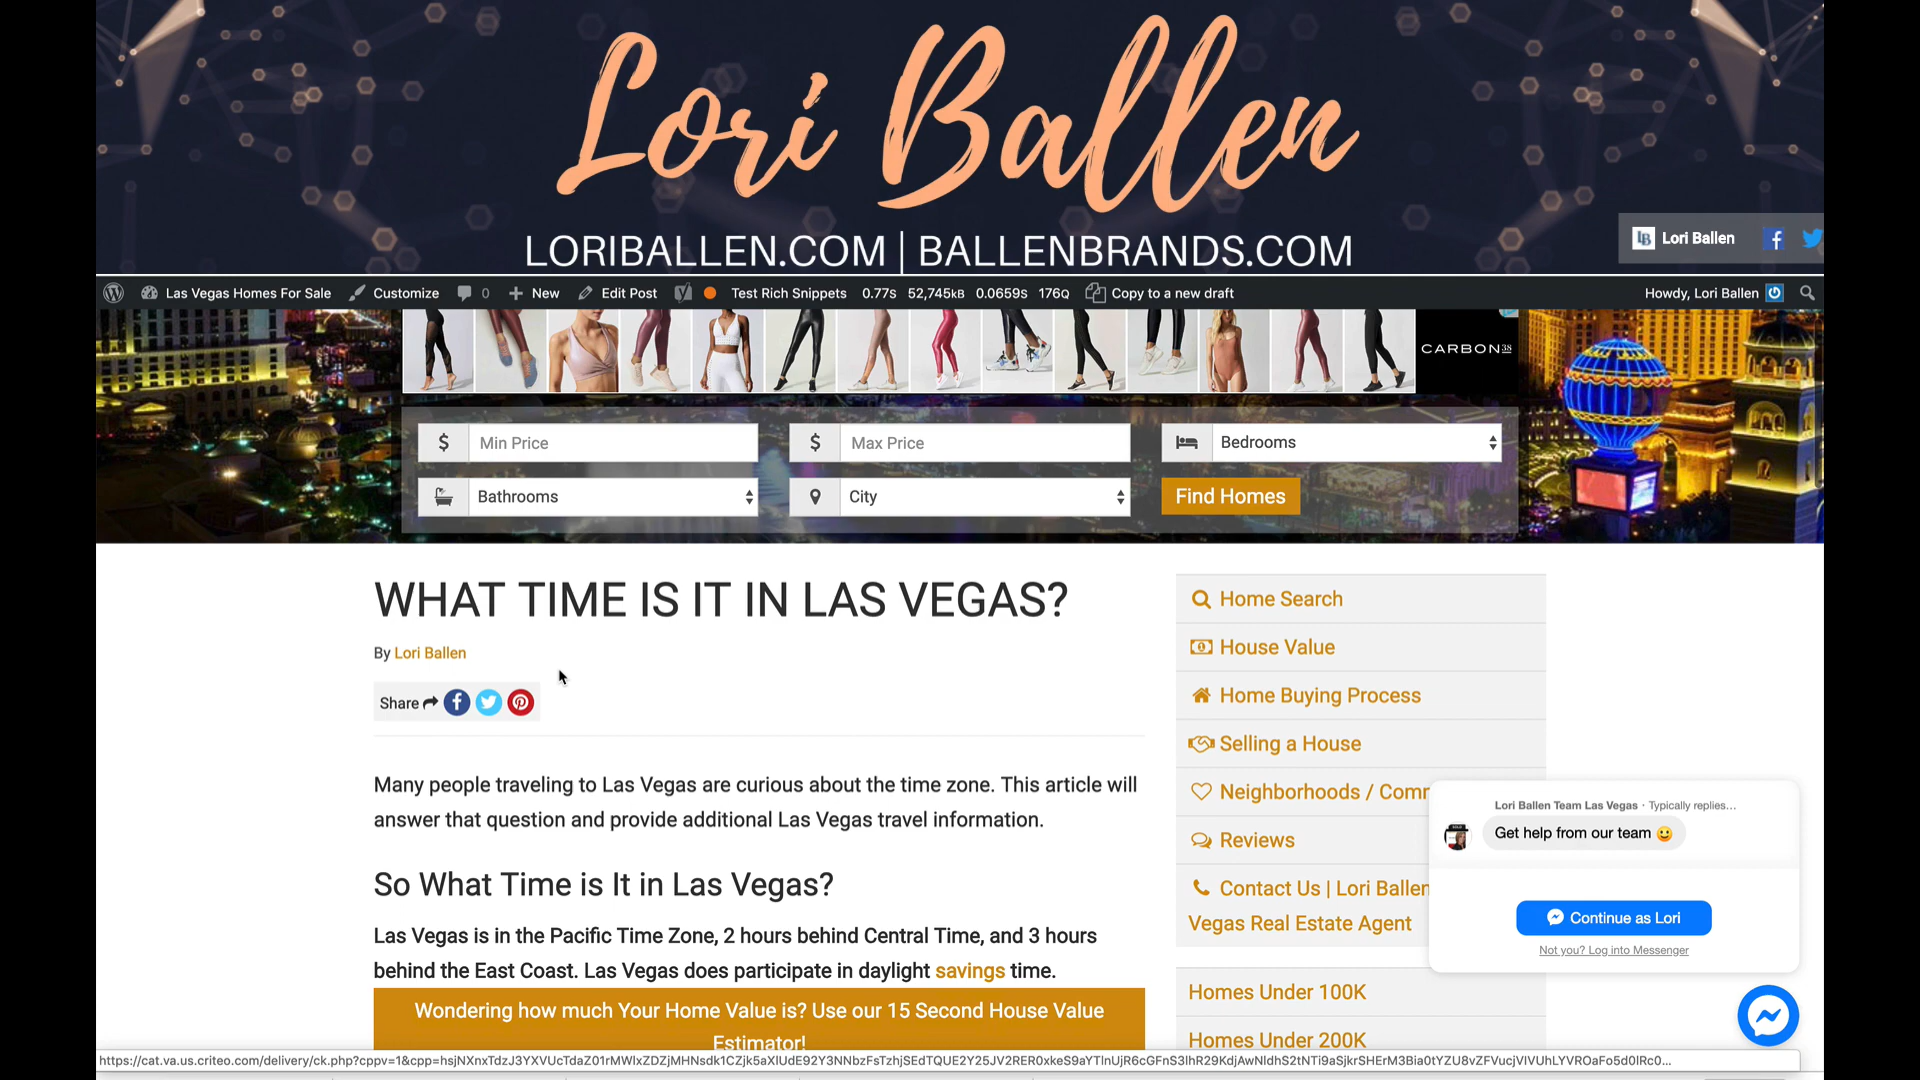 Lori Ballen
LORIBALLEN.COM | BALLENBRANDS.COM
Lori Ballen
Las Vegas Homes For Sale Customize 0 New Edit Post Test Rich Snippets 0.77s 52,745kB 0.0659s 176Q Copy to a new draft Howdy, Lori Ballen
CARBON38
$ Min Price
$ Max Price
Bedrooms
Bathrooms
City
Find Homes
WHAT TIME IS IT IN LAS VEGAS?
By Lori Ballen
Share
Many people traveling to Las Vegas are curious about the time zone. This article will
answer that question and provide additional Las Vegas travel information.
So What Time is It in Las Vegas?
Las Vegas is in the Pacific Time Zone, 2 hours behind Central Time, and 3 hours
behind the East Coast. Las Vegas does participate in daylight savings time.
Wondering how much Your Home Value is? Use our 15 Second House Value
Estimator!
Home Search
House Value
Home Buying Process
Selling a House
Neighborhoods / Comm
Reviews
Contact Us | Lori Ballen
Vegas Real Estate Agent
Homes Under 100K
Homes Under 200K
Lori Ballen Team Las Vegas · Typically replies...
Get help from our team 😀
Continue as Lori
Not you? Log into Messenger